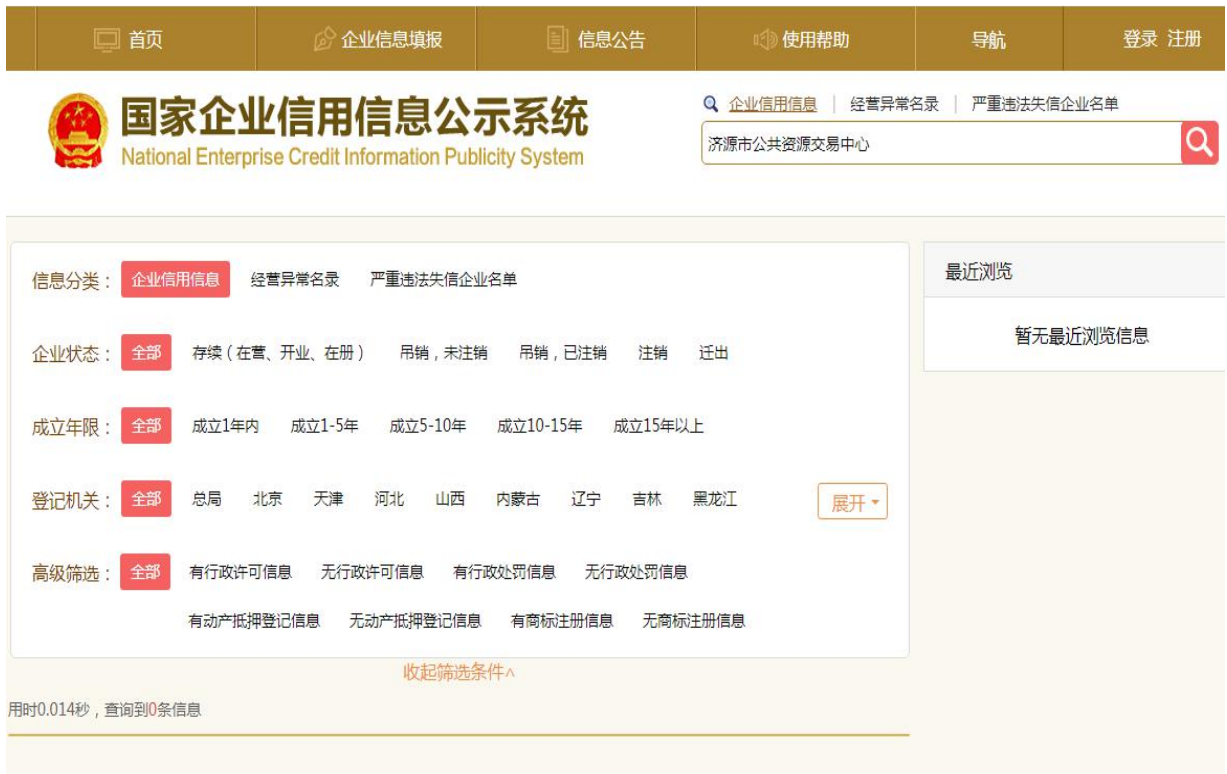 首页 企业信息填报 信息公告 使用帮助 导航 登录 注册
国家企业信用信息公示系统
National Enterprise Credit Information Publicity System
企业信用信息 | 经营异常名录 | 严重违法失信企业名单
济源市公共资源交易中心
信息分类： 企业信用信息 经营异常名录 严重违法失信企业名单
企业状态： 全部 存续（在营、开业、在册） 吊销，未注销 吊销，已注销 注销 迁出
成立年限： 全部 成立1年内 成立1-5年 成立5-10年 成立10-15年 成立15年以上
登记机关： 全部 总局 北京 天津 河北 山西 内蒙古 辽宁 吉林 黑龙江 展开
高级筛选： 全部 有行政许可信息 无行政许可信息 有行政处罚信息 无行政处罚信息
有动产抵押登记信息 无动产抵押登记信息 有商标注册信息 无商标注册信息
收起筛选条件^
用时0.014秒，查询到0条信息
最近浏览
暂无最近浏览信息